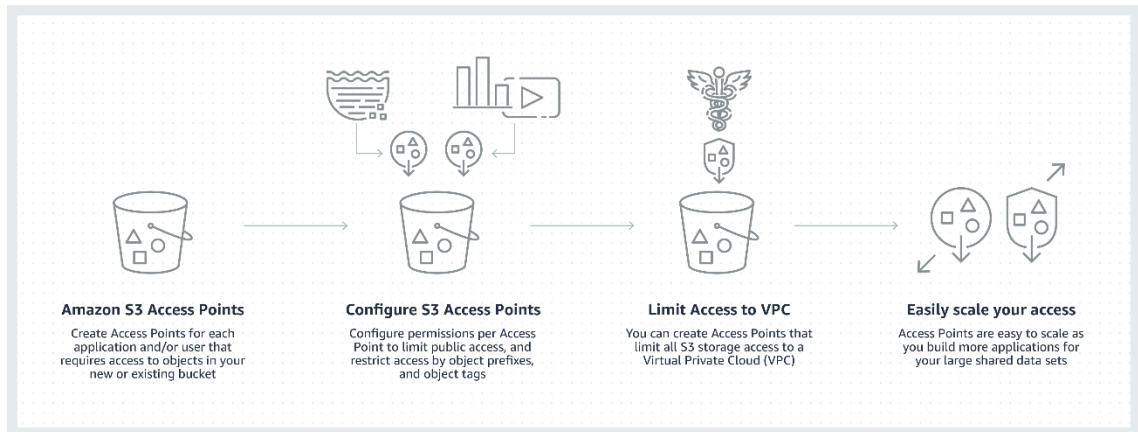 Amazon S3 Access Points
Create Access Points for each
application and/or user that
requires access to objects in your
new or existing bucket
Configure S3 Access Points
Configure permissions per Access
Point to limit public access, and
restrict access by object prefixes,
and object tags
Limit Access to VPC
You can create Access Points that
limit all S3 storage access to a
Virtual Private Cloud (VPC)
Easily scale your access
Access Points are easy to scale as
you build more applications for
your large shared data sets